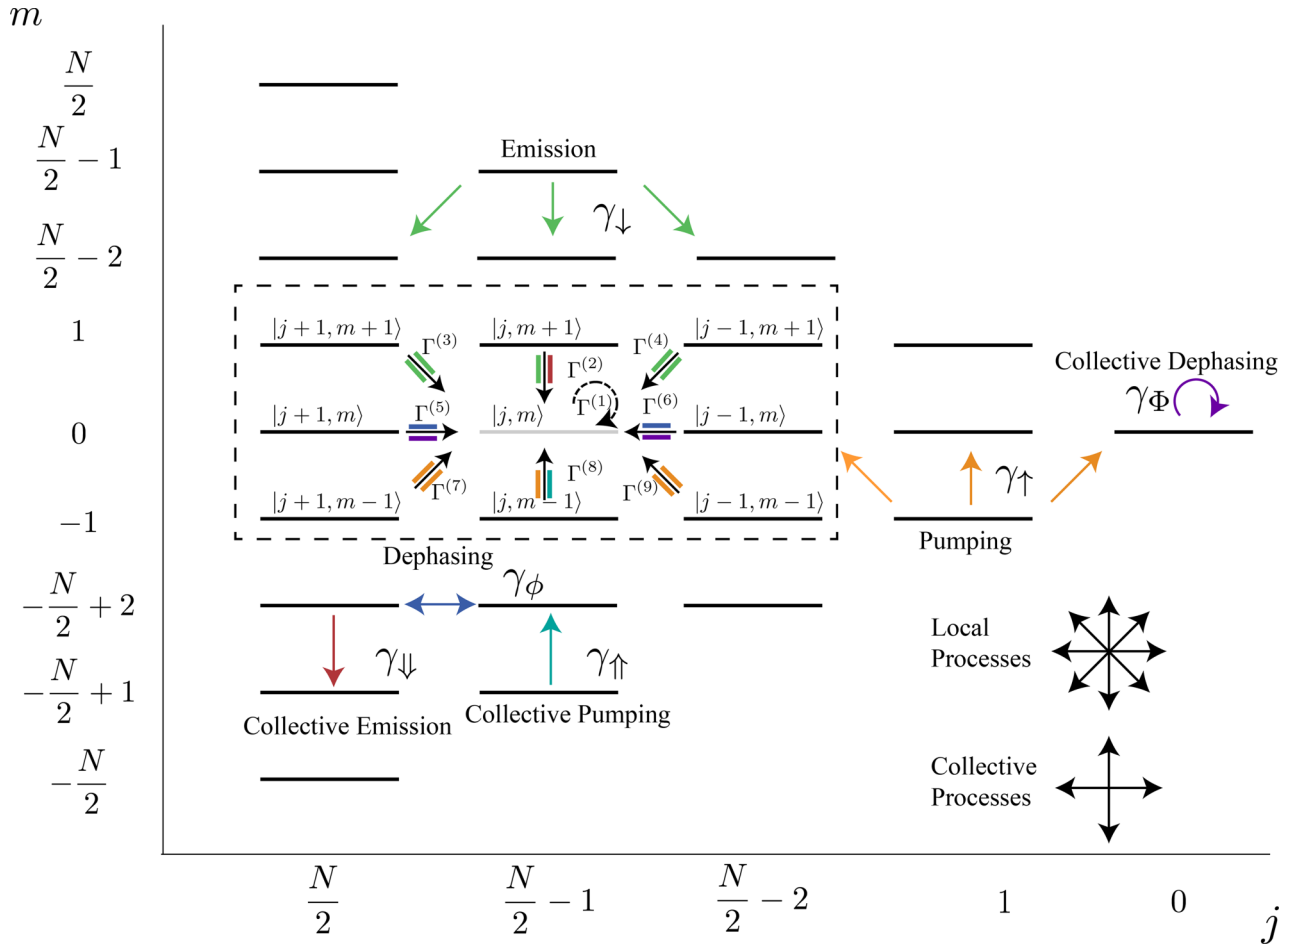 m
N/2
N/2 − 1
Emission
γ↓
N/2 − 2
|j + 1, m + 1⟩ |j, m + 1⟩ |j − 1, m + 1⟩
Γ(3) Γ(2) Γ(4)
1
Collective Dephasing
γΦ
|j + 1, m⟩ Γ(5) |j, m⟩ Γ(1) Γ(6) |j − 1, m⟩
0
Γ(7) Γ(8) Γ(9)
γ↑
|j + 1, m − 1⟩ |j, m − 1⟩ |j − 1, m − 1⟩
−1
Pumping
Dephasing
γϕ
−N/2 + 2
Local
Processes
γ⇓ γ⇑
−N/2 + 1
Collective Emission Collective Pumping
−N/2
Collective
Processes
N/2 N/2 − 1 N/2 − 2 1 0
j